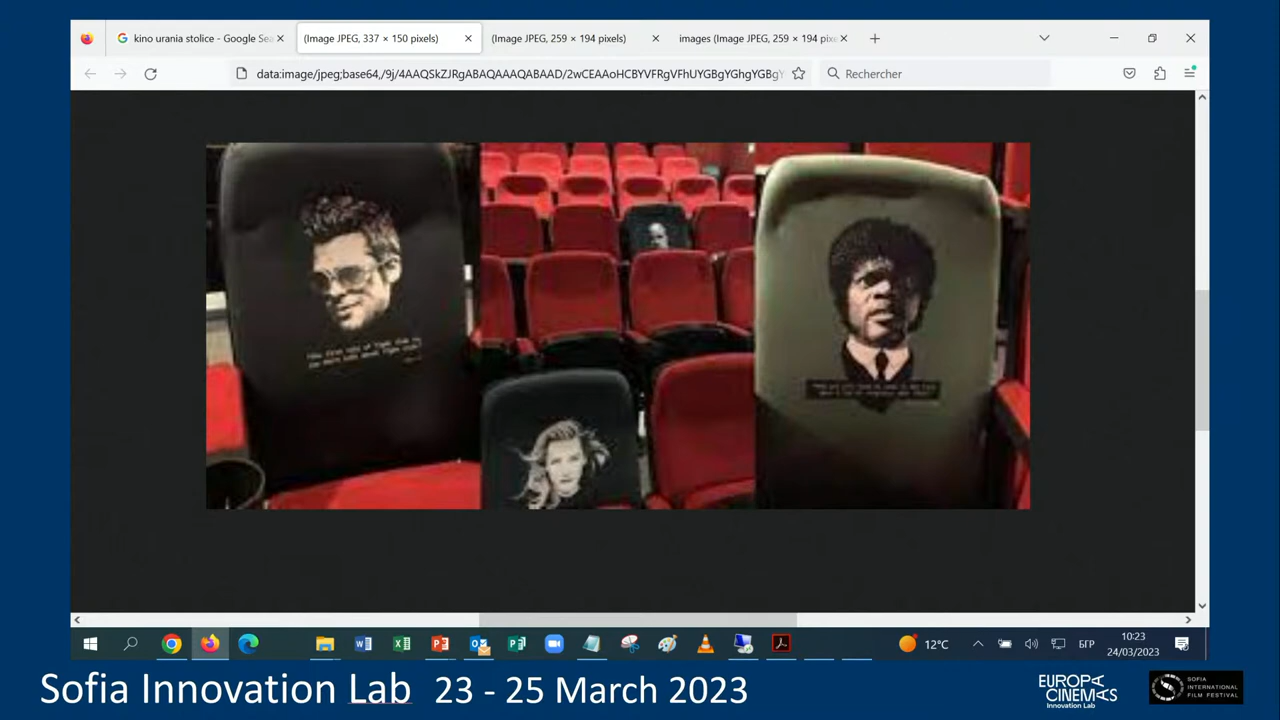 kino urania stolice - Google Sea
(Image JPEG, 337 × 150 pixels)
(Image JPEG, 259 × 194 pixels)
images (Image JPEG, 259 × 194 pixe
data:image/jpeg;base64,/9j/4AAQSkZJRgABAQAAAQABAAD/2wCEAAoHCBYVFRgVFhUYGBgYGhgYGBgY
Rechercher
12°C
БГР
10:23
24/03/2023
Sofia Innovation Lab 23 - 25 March 2023
EUROPA
CINEMAS
Innovation Lab
SOFIA
INTERNATIONAL
FILM FESTIVAL